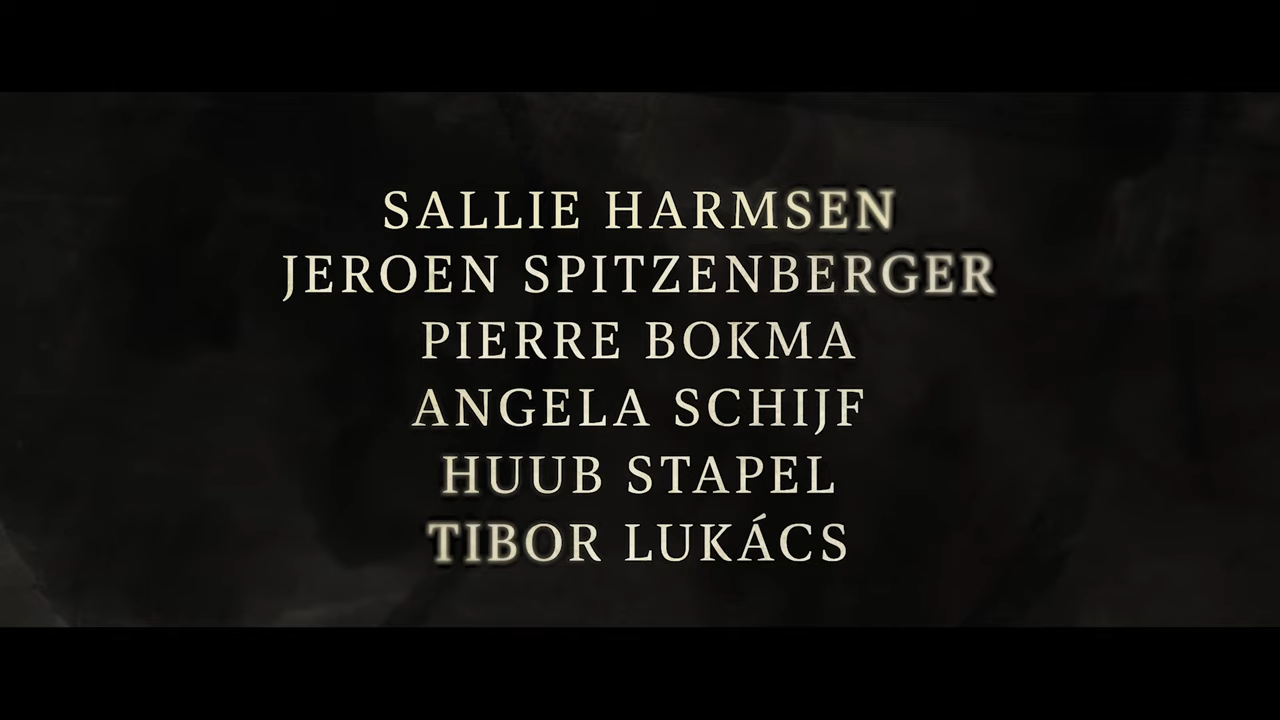 SALLIE HARMSEN
JEROEN SPITZENBERGER
PIERRE BOKMA
ANGELA SCHIJF
HUUB STAPEL
TIBOR LUKÁCS